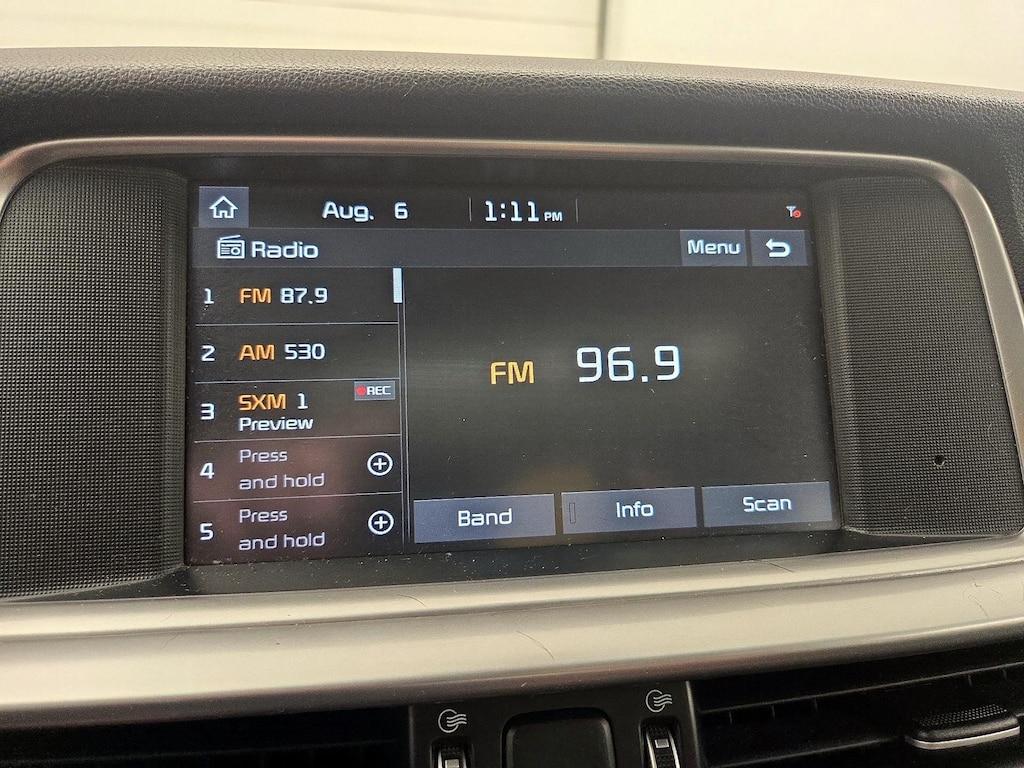 Aug. 6 1:11 PM
Radio Menu
1 FM 87.9
2 AM 530
3 SXM 1 REC
Preview
4 Press
and hold
5 Press
and hold
FM 96.9
Band Info Scan